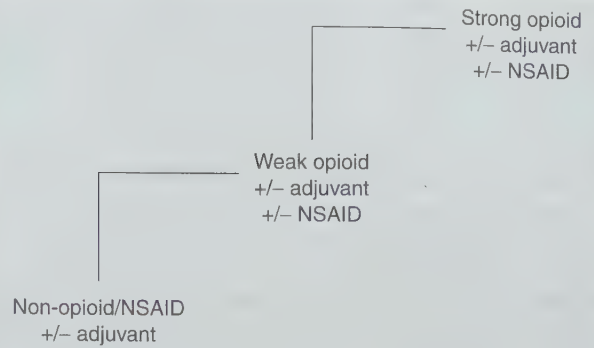 Strong opioid
+/– adjuvant
+/– NSAID
Weak opioid
+/– adjuvant
+/– NSAID
Non-opioid/NSAID
+/– adjuvant